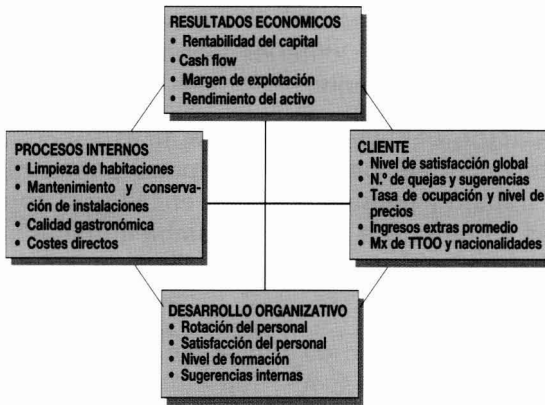 RESULTADOS ECONOMICOS
• Rentabilidad del capital
• Cash flow
• Margen de explotación
• Rendimiento del activo
PROCESOS INTERNOS
• Limpieza de habitaciones
• Mantenimiento y conserva-
ción de instalaciones
• Calidad gastronómica
• Costes directos
CLIENTE
• Nivel de satisfacción global
• N.º de quejas y sugerencias
• Tasa de ocupación y nivel de
precios
• Ingresos extras promedio
• Mx de TTOO y nacionalidades
DESARROLLO ORGANIZATIVO
• Rotación del personal
• Satisfacción del personal
• Nivel de formación
• Sugerencias internas